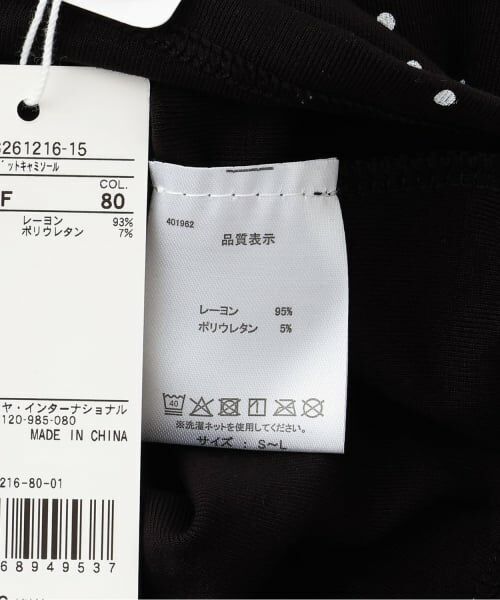 261216-15
ットキャミソール
COL.
F 80
レーヨン 93%
ポリウレタン 7%
ヤ・インターナショナル
120-985-080
MADE IN CHINA
216-80-01
68949537
401962
品質表示
レーヨン 95%
ポリウレタン 5%
40
※洗濯ネットを使用してください。
サイズ : S～L